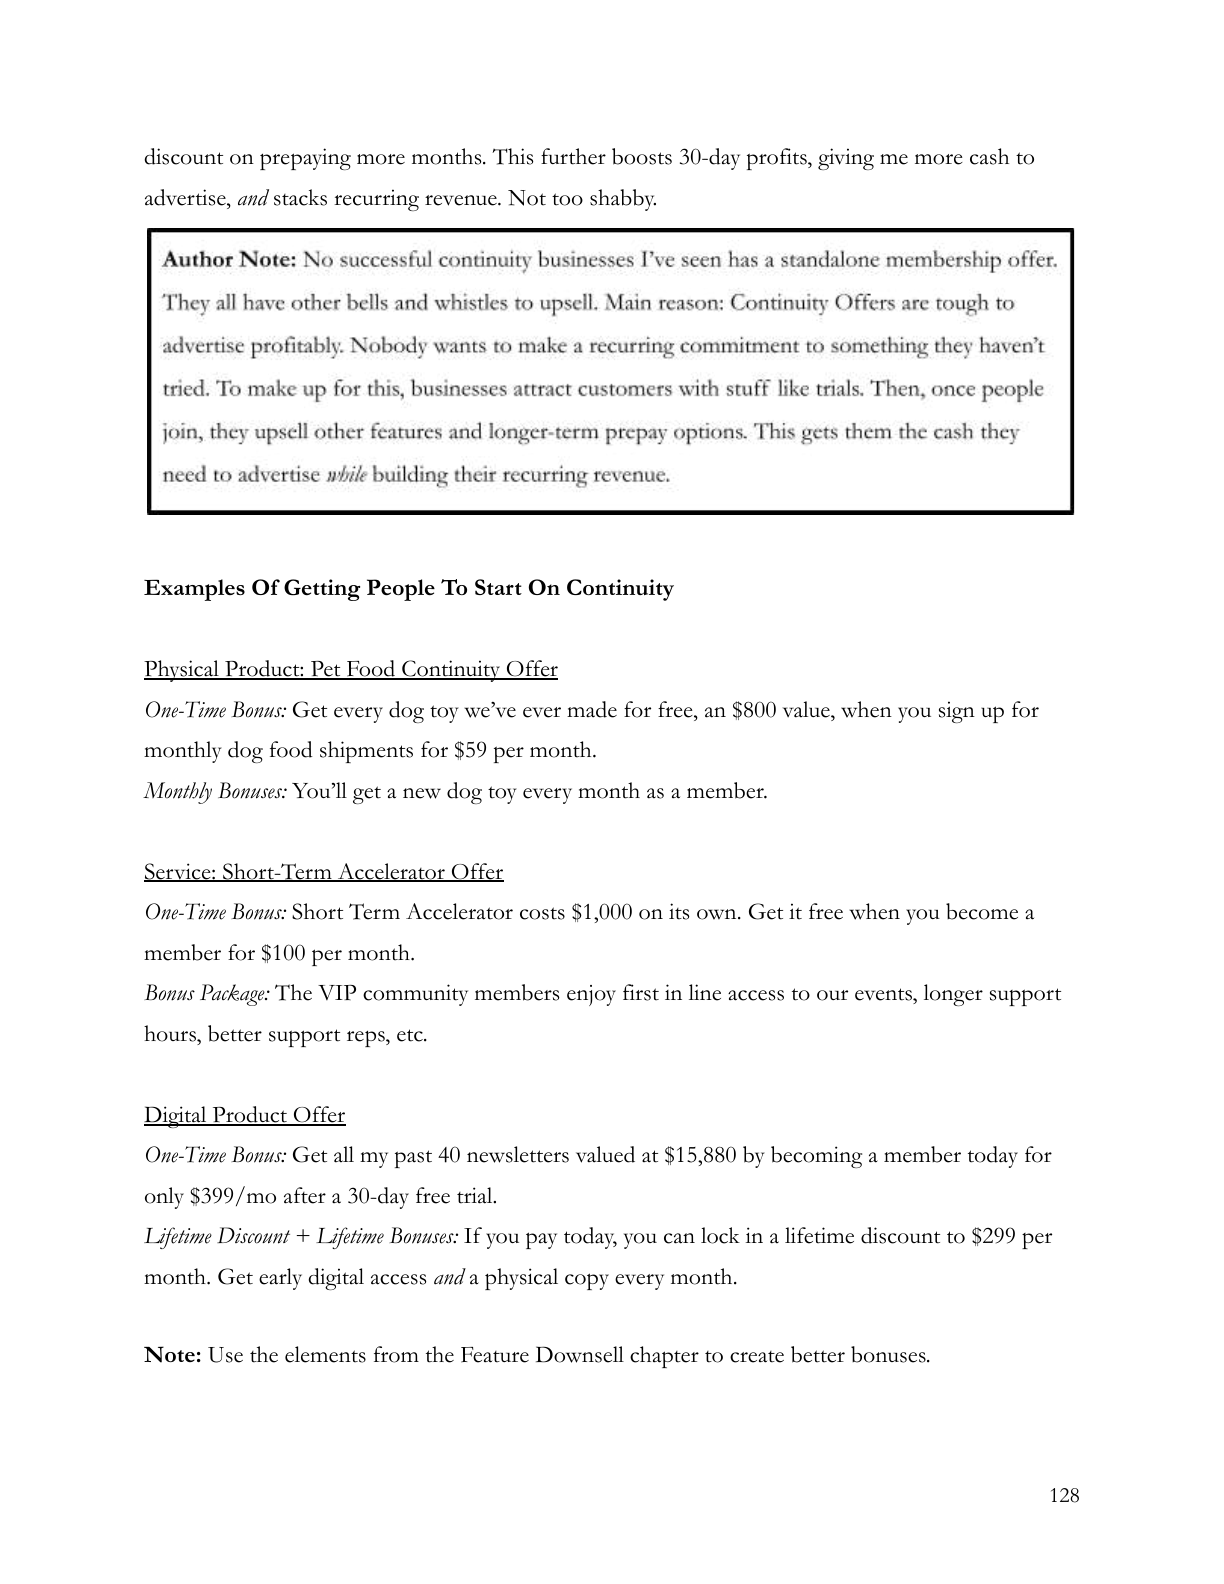 discount on prepaying more months. This further boosts 30-day profits, giving me more cash to
advertise, and stacks recurring revenue. Not too shabby.
Author Note: No successful continuity businesses I've seen has a standalone membership offer.
They all have other bells and whistles to upsell. Main reason: Continuity Offers are tough to
advertise profitably. Nobody wants to make a recurring commitment to something they haven't
tried. To make up for this, businesses attract customers with stuff like trials. Then, once people
join, they upsell other features and longer-term prepay options. This gets them the cash they
need to advertise while building their recurring revenue.
Examples Of Getting People To Start On Continuity
Physical Product: Pet Food Continuity Offer
One-Time Bonus: Get every dog toy we've ever made for free, an $800 value, when you sign up for
monthly dog food shipments for $59 per month.
Monthly Bonuses: You'll get a new dog toy every month as a member.
Service: Short-Term Accelerator Offer
One-Time Bonus: Short Term Accelerator costs $1,000 on its own. Get it free when you become a
member for $100 per month.
Bonus Package: The VIP community members enjoy first in line access to our events, longer support
hours, better support reps, etc.
Digital Product Offer
One-Time Bonus: Get all my past 40 newsletters valued at $15,880 by becoming a member today for
only $399/mo after a 30-day free trial.
Lifetime Discount + Lifetime Bonuses: If you pay today, you can lock in a lifetime discount to $299 per
month. Get early digital access and a physical copy every month.
Note: Use the elements from the Feature Downsell chapter to create better bonuses.
128